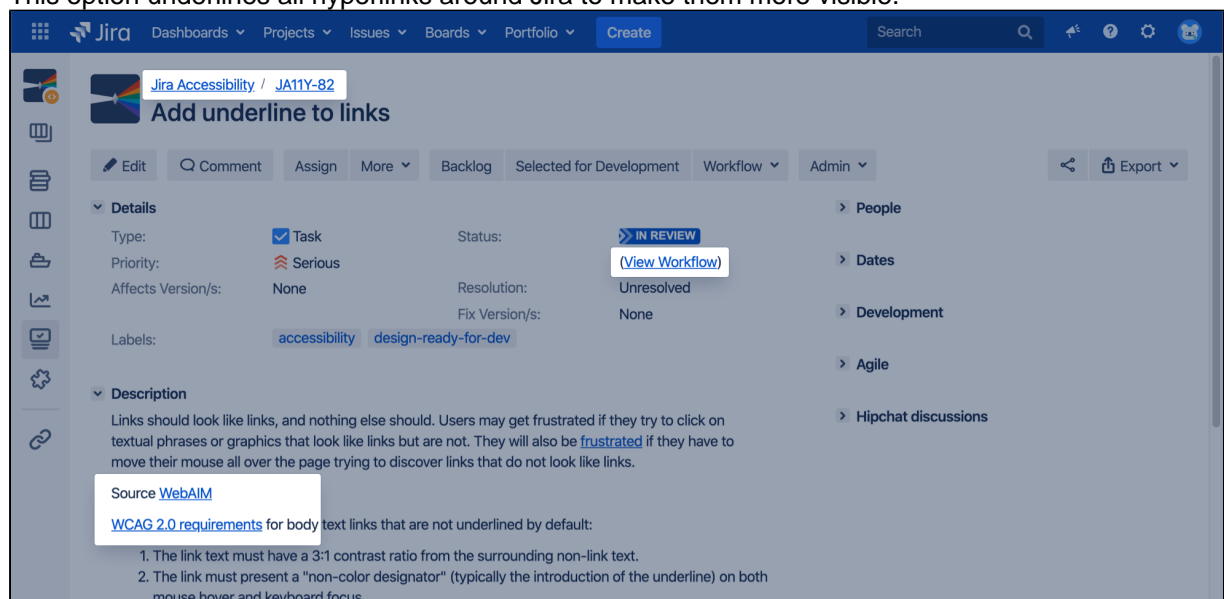 This option underlines all hyperlinks around Jira to make them more visible.
Jira Dashboards Projects Issues Boards Portfolio Create Search
Jira Accessibility / JA11Y-82
Add underline to links
Edit Comment Assign More Backlog Selected for Development Workflow Admin Export
Details
Type: Task Status: IN REVIEW
(View Workflow)
Priority: Serious
Affects Version/s: None Resolution: Unresolved
Fix Version/s: None
Labels: accessibility design-ready-for-dev
People
Dates
Development
Agile
Hipchat discussions
Description
Links should look like links, and nothing else should. Users may get frustrated if they try to click on
textual phrases or graphics that look like links but are not. They will also be frustrated if they have to
move their mouse all over the page trying to discover links that do not look like links.
Source WebAIM
WCAG 2.0 requirements for body text links that are not underlined by default:
1. The link text must have a 3:1 contrast ratio from the surrounding non-link text.
2. The link must present a "non-color designator" (typically the introduction of the underline) on both
mouse hover and keyboard focus.